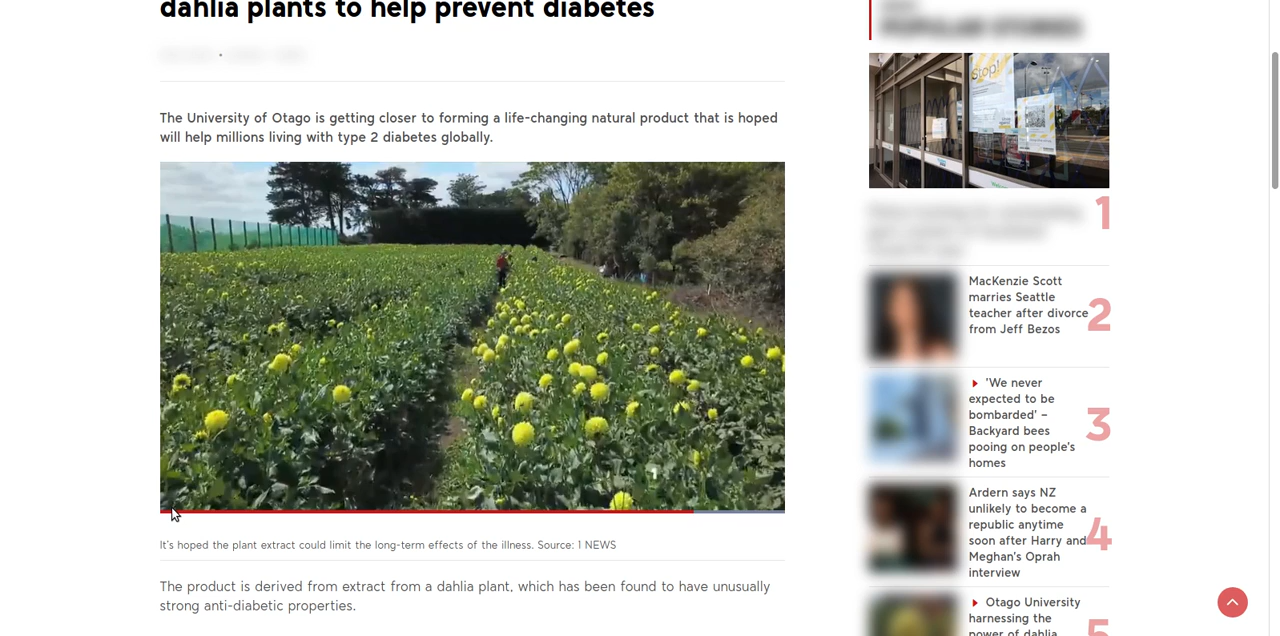 dahlia plants to help prevent diabetes
The University of Otago is getting closer to forming a life-changing natural product that is hoped
will help millions living with type 2 diabetes globally.
It's hoped the plant extract could limit the long-term effects of the illness. Source: 1 NEWS
The product is derived from extract from a dahlia plant, which has been found to have unusually
strong anti-diabetic properties.
Stop!
1
MacKenzie Scott
marries Seattle
teacher after divorce
from Jeff Bezos
2
'We never
expected to be
bombarded' –
Backyard bees
pooing on people's
homes
3
Ardern says NZ
unlikely to become a
republic anytime
soon after Harry and
Meghan's Oprah
interview
4
Otago University
harnessing the
power of dahlia
5